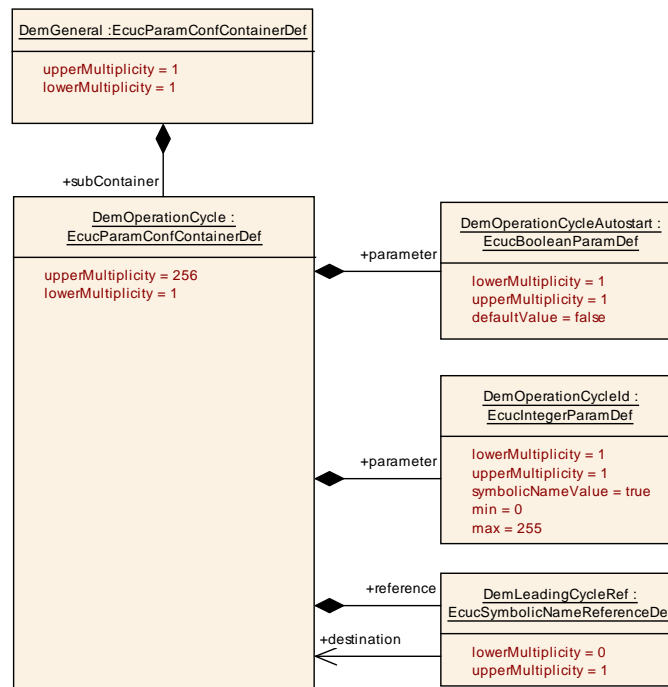 DemGeneral :EcucParamConfContainerDef
upperMultiplicity = 1
lowerMultiplicity = 1
+subContainer
DemOperationCycle :
EcucParamConfContainerDef
upperMultiplicity = 256
lowerMultiplicity = 1
+parameter
DemOperationCycleAutostart :
EcucBooleanParamDef
lowerMultiplicity = 1
upperMultiplicity = 1
defaultValue = false
+parameter
DemOperationCycleId :
EcucIntegerParamDef
lowerMultiplicity = 1
upperMultiplicity = 1
symbolicNameValue = true
min = 0
max = 255
+reference
+destination
DemLeadingCycleRef :
EcucSymbolicNameReferenceDe
lowerMultiplicity = 0
upperMultiplicity = 1